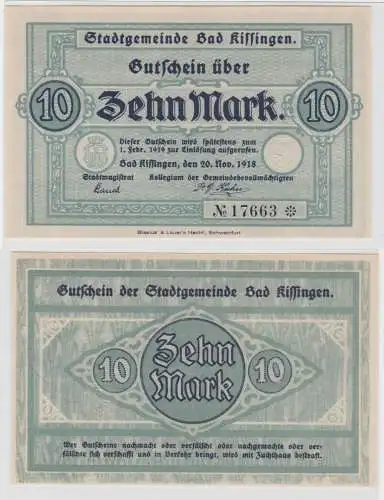 Stadtgemeinde Bad Kissingen.
Gutschein über
10 Zehn Mark. 10
Dieser Gutschein wird spätestens zum
1. Febr. 1919 zur Einlösung aufgerufen.
Bad Kissingen, den 20. Nov. 1918
Stadtmagistrat Kollegium der Gemeindebevollmächtigten
№ 17663
Gutschein der Stadtgemeinde Bad Kissingen.
Zehn
10 10
Mark
Wer Gutscheine nachmacht oder verfälscht oder nachgemachte oder ver-
fälschte sich verschafft und in Verkehr bringt, wird mit Zuchthaus bestraft.